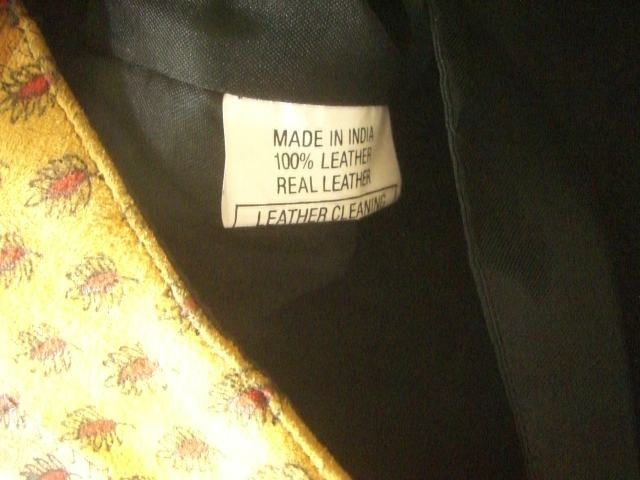 MADE IN INDIA
100% LEATHER
REAL LEATHER
LEATHER CLEANING